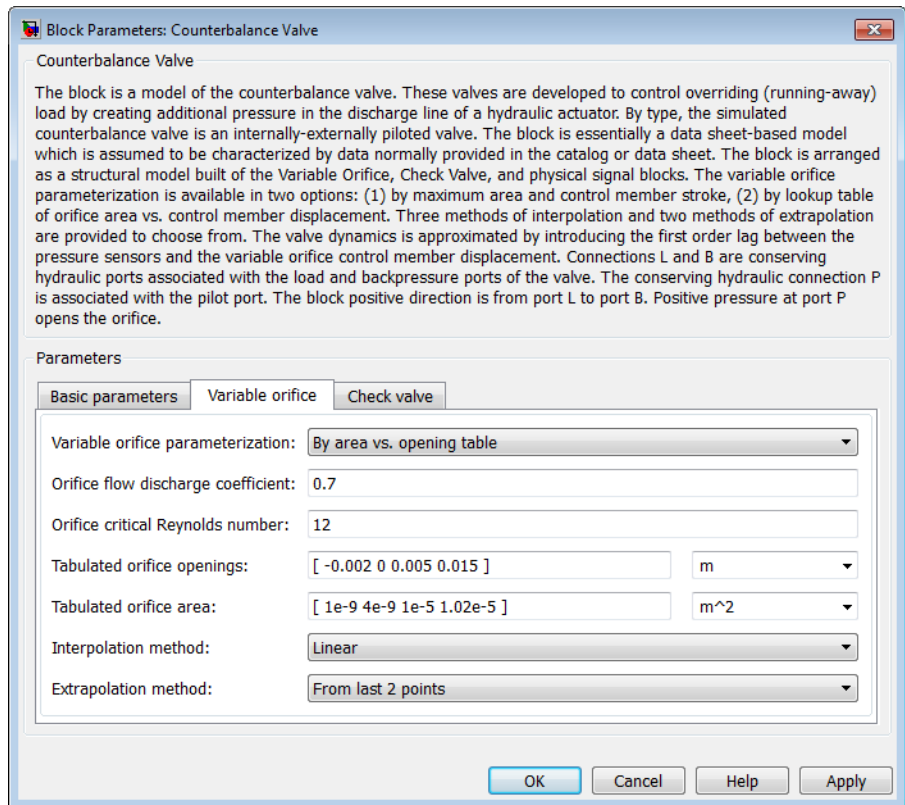 Block Parameters: Counterbalance Valve
Counterbalance Valve
The block is a model of the counterbalance valve. These valves are developed to control overriding (running-away)
load by creating additional pressure in the discharge line of a hydraulic actuator. By type, the simulated
counterbalance valve is an internally-externally piloted valve. The block is essentially a data sheet-based model
which is assumed to be characterized by data normally provided in the catalog or data sheet. The block is arranged
as a structural model built of the Variable Orifice, Check Valve, and physical signal blocks. The variable orifice
parameterization is available in two options: (1) by maximum area and control member stroke, (2) by lookup table
of orifice area vs. control member displacement. Three methods of interpolation and two methods of extrapolation
are provided to choose from. The valve dynamics is approximated by introducing the first order lag between the
pressure sensors and the variable orifice control member displacement. Connections L and B are conserving
hydraulic ports associated with the load and backpressure ports of the valve. The conserving hydraulic connection P
is associated with the pilot port. The block positive direction is from port L to port B. Positive pressure at port P
opens the orifice.
Parameters
Basic parameters Variable orifice Check valve
Variable orifice parameterization: By area vs. opening table
Orifice flow discharge coefficient: 0.7
Orifice critical Reynolds number: 12
Tabulated orifice openings: [ -0.002 0 0.005 0.015 ] m
Tabulated orifice area: [ 1e-9 4e-9 1e-5 1.02e-5 ] m^2
Interpolation method: Linear
Extrapolation method: From last 2 points
OK Cancel Help Apply